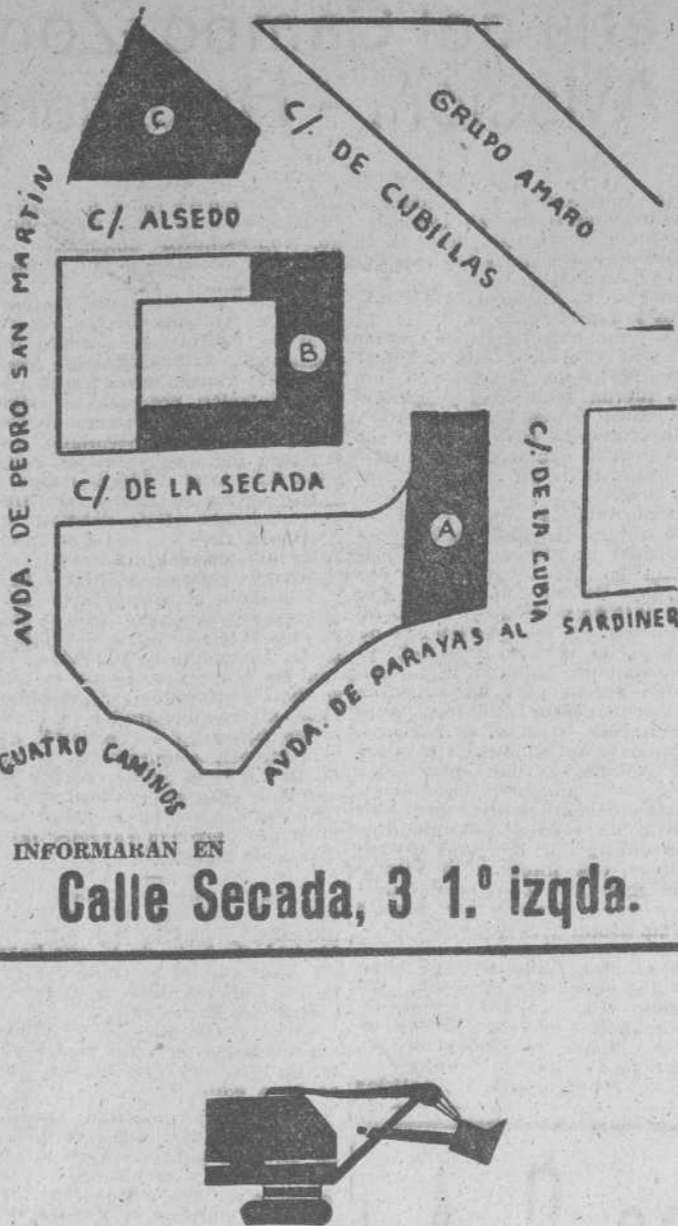 C
GRUPO AMARO
C/. DE CUBILLAS
C/. ALSEDO
AVDA. DE PEDRO SAN MARTIN
B
C/. DE LA SECADA
A
C/. DE LA CUBIA
SARDINER
AVDA. DE PARAYAS AL
CUATRO CAMINOS
INFORMARAN EN
Calle Secada, 3 1.º izqda.